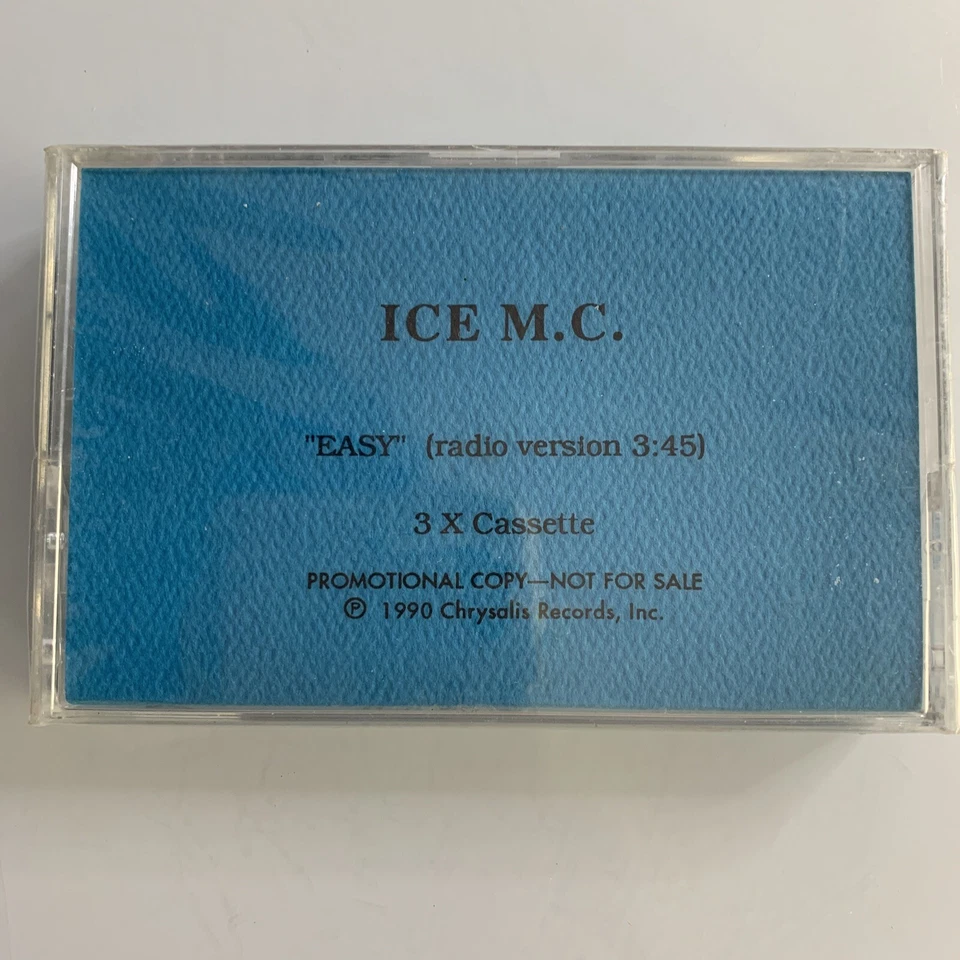 ICE M.C.
"EASY" (radio version 3:45)
3 X Cassette
PROMOTIONAL COPY—NOT FOR SALE
℗ 1990 Chrysalis Records, Inc.